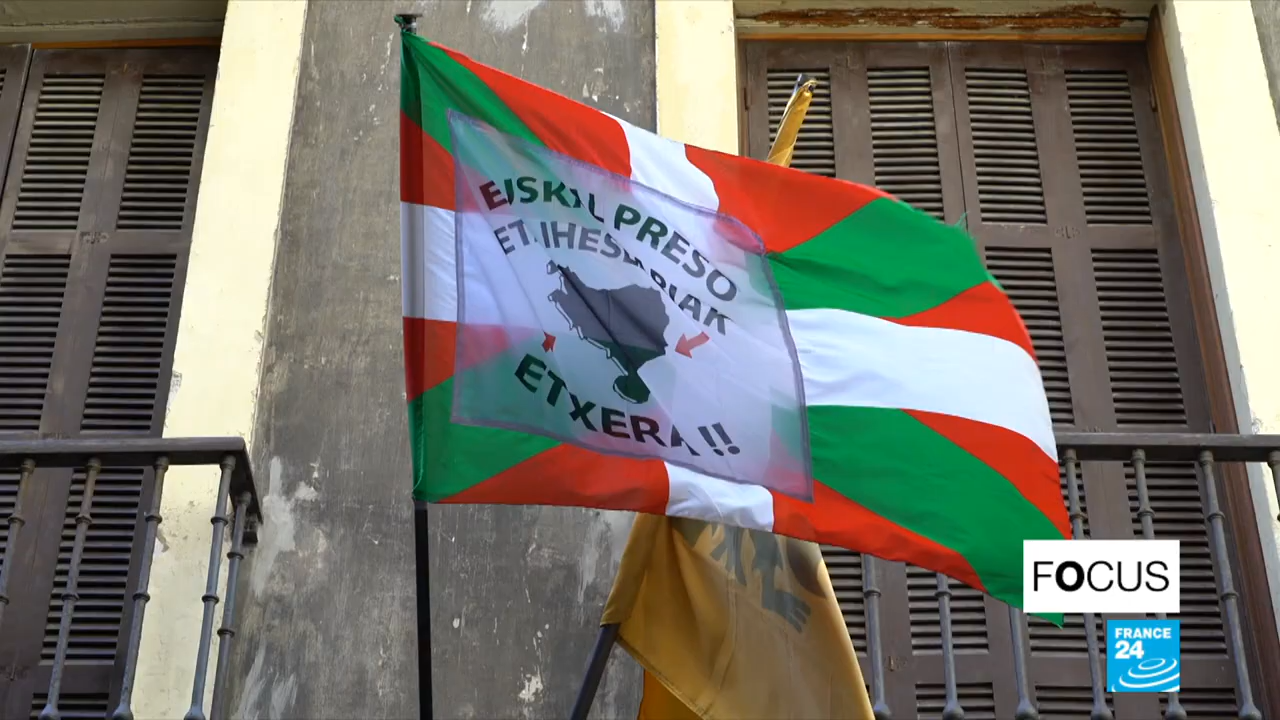 EUSKAL PRESO
ETA IHESLARIAK
ETXERA!!
FOCUS
FRANCE
24